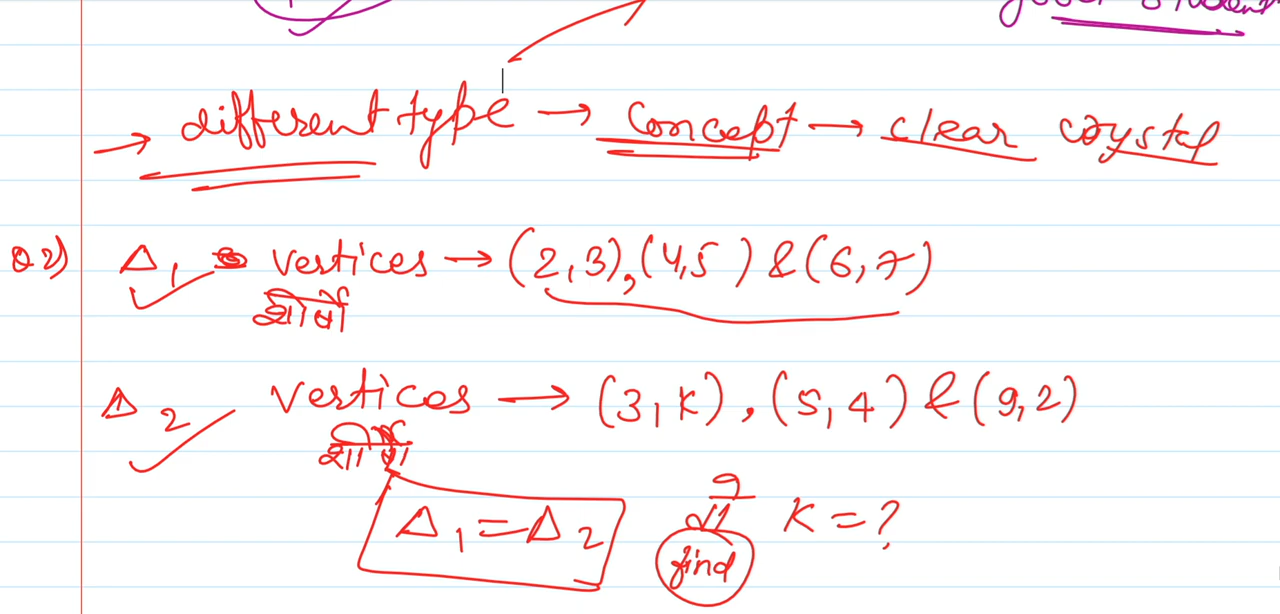 → different type → Concept → clear crystal
Q2) Δ₁ vertices → (2,3),(4,5) & (6,7)
शीर्ष
Δ₂ vertices → (3,K), (5,4) & (9,2)
शीर्ष
Δ₁=Δ₂ तो K=?
find